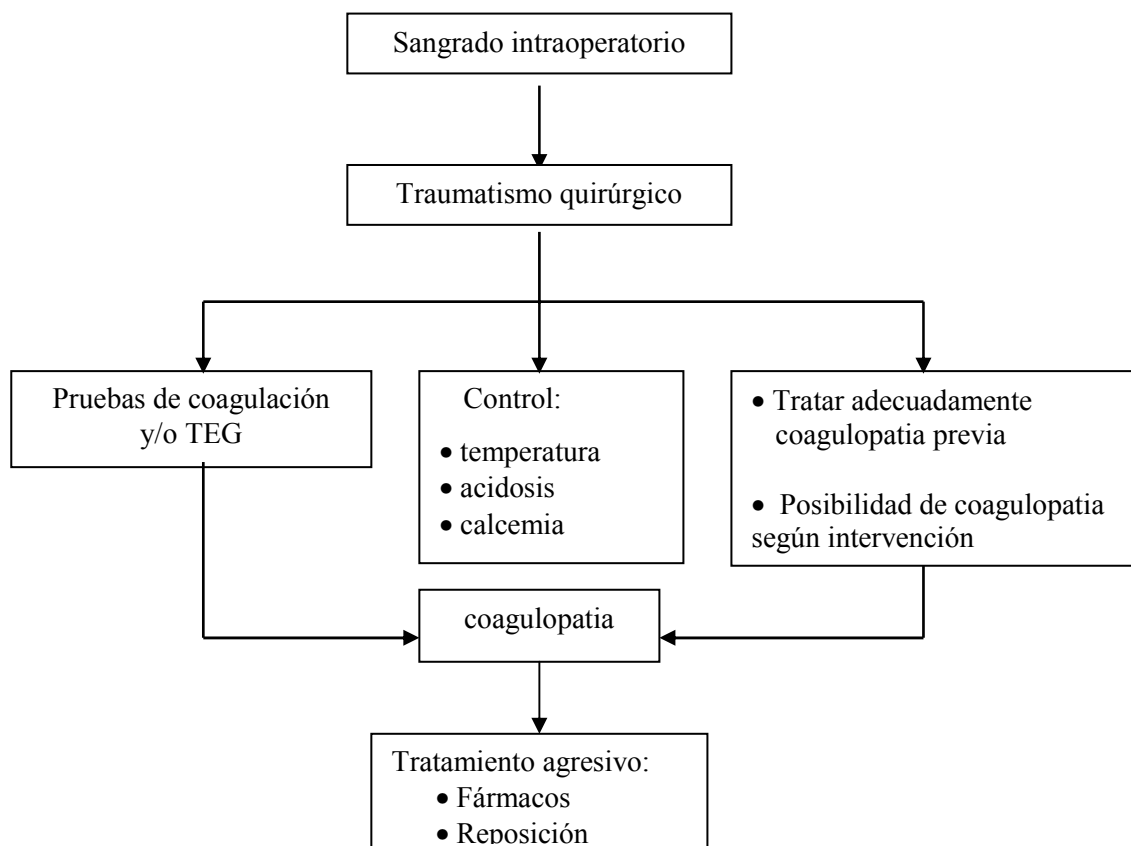 Sangrado intraoperatorio
Traumatismo quirúrgico
Pruebas de coagulación
y/o TEG
Control:
• temperatura
• acidosis
• calcemia
• Tratar adecuadamente
coagulopatia previa
• Posibilidad de coagulopatia
según intervención
coagulopatia
Tratamiento agresivo:
• Fármacos
• Reposición